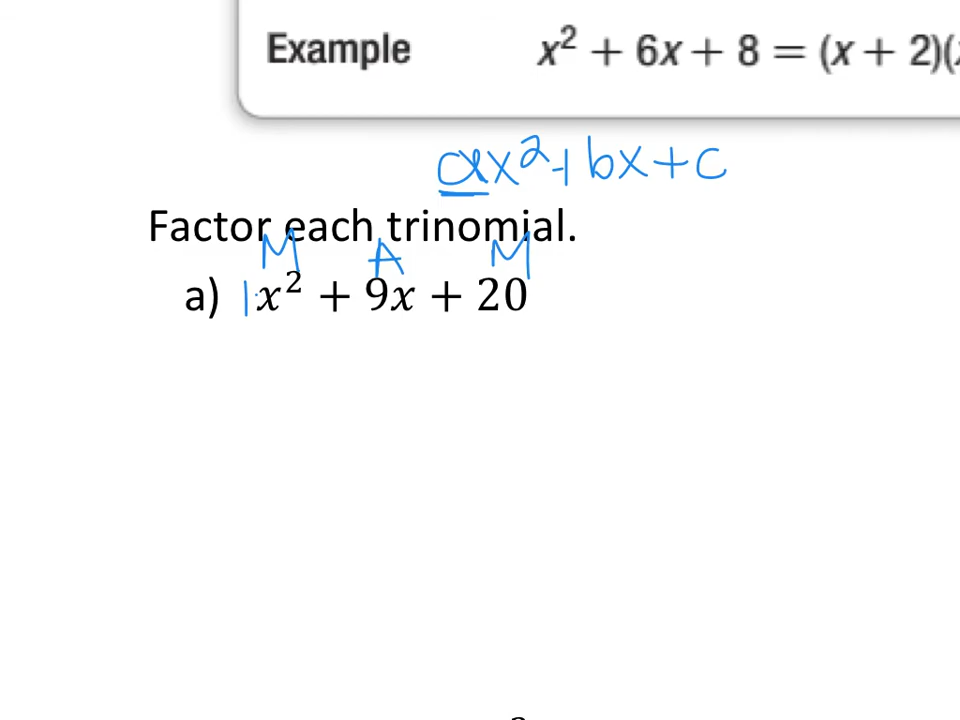 Example x² + 6x + 8 = (x + 2)(
ax² + bx + c
Factor each trinomial.
M A M
a) 1x² + 9x + 20